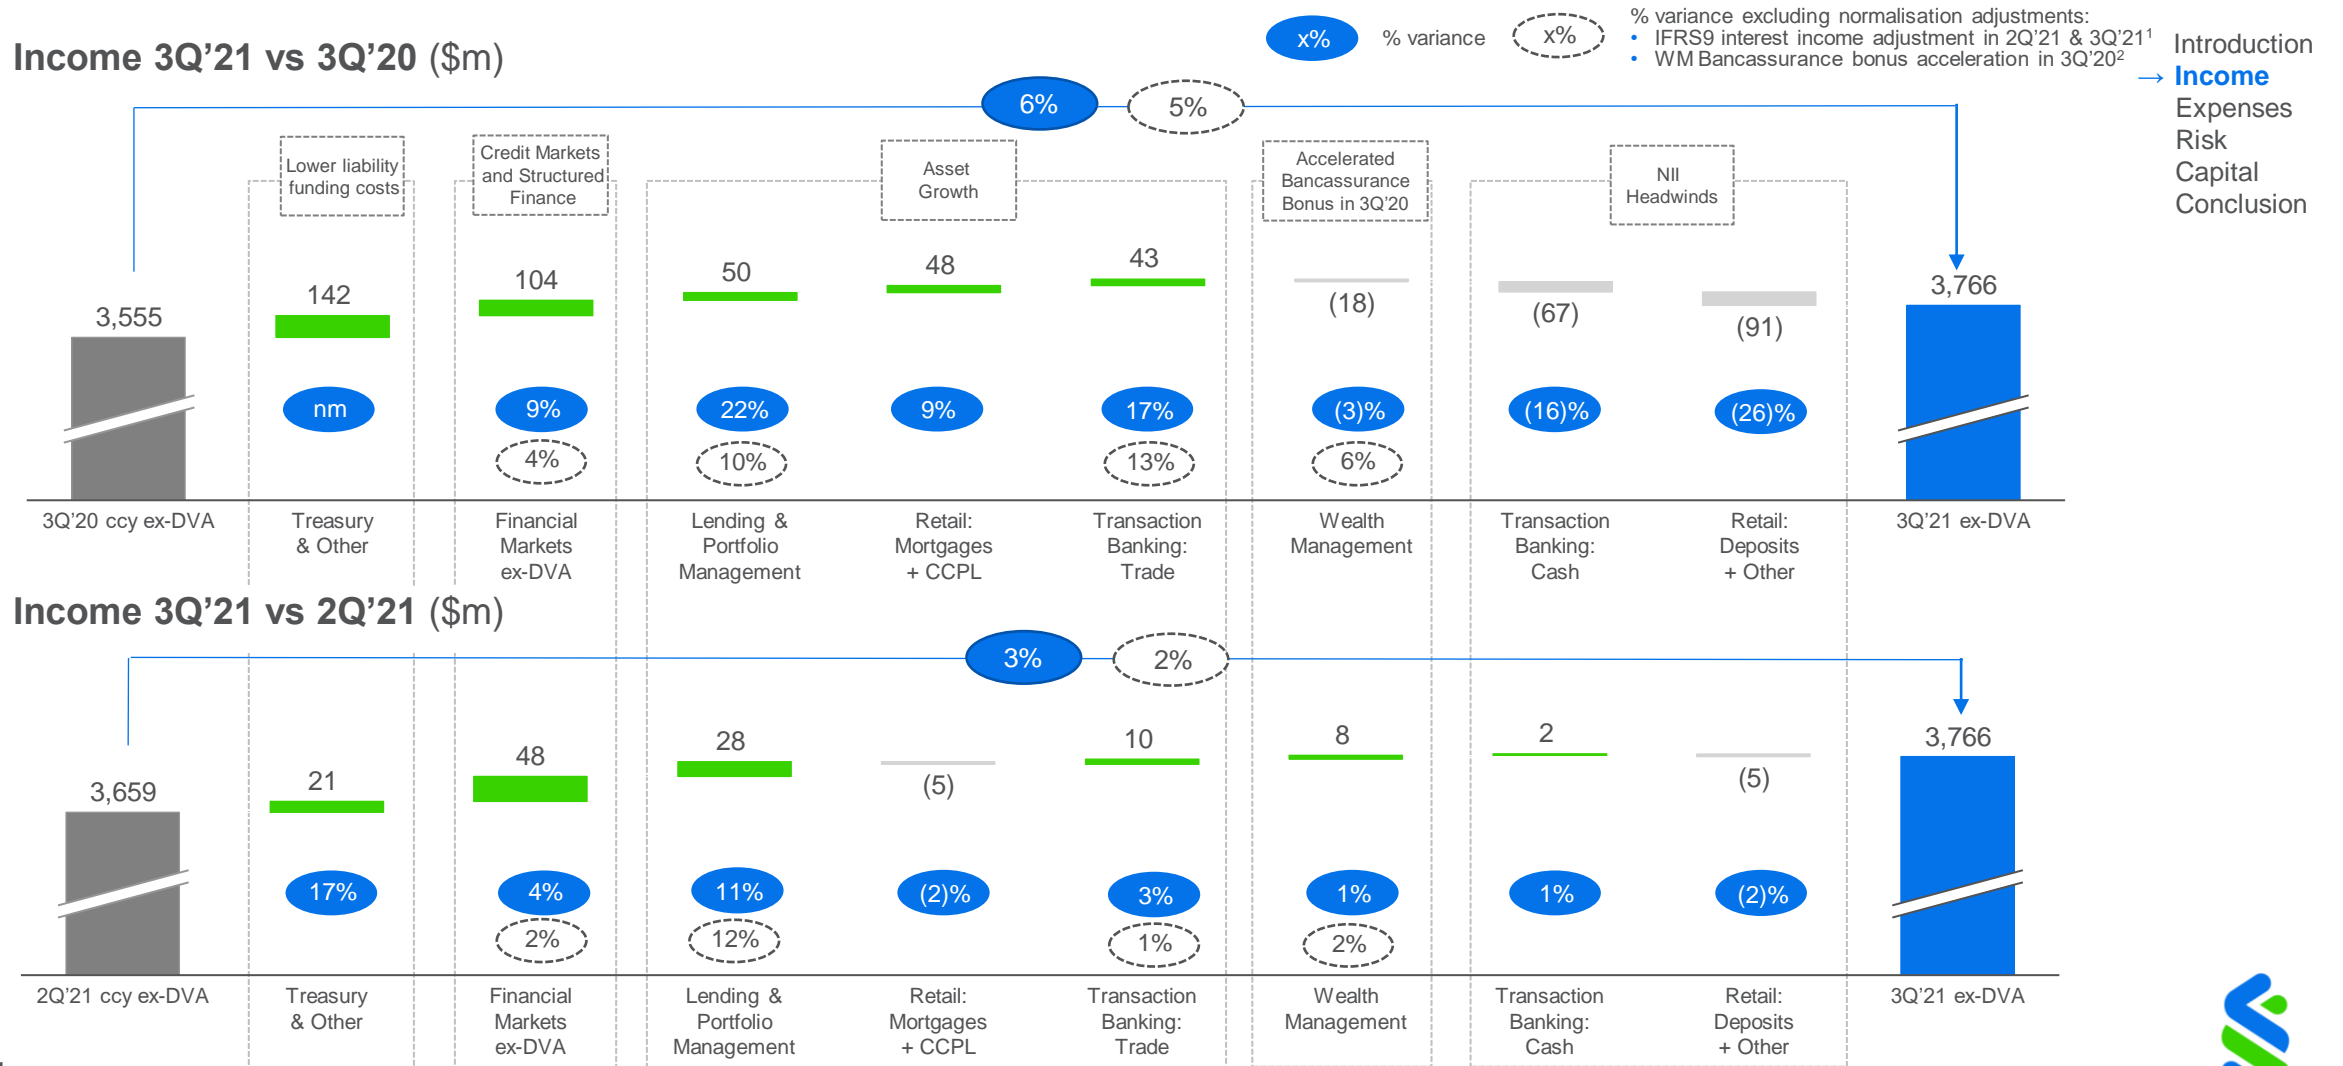 x%
% variance
x%
% variance excluding normalisation adjustments:
• IFRS9 interest income adjustment in 2Q'21 & 3Q'21¹
• WM Bancassurance bonus acceleration in 3Q'20²
Introduction
→ Income
Expenses
Risk
Capital
Conclusion
Income 3Q'21 vs 3Q'20 ($m)
6%
5%
Lower liability
funding costs
Credit Markets
and Structured
Finance
Asset
Growth
Accelerated
Bancassurance
Bonus in 3Q'20
NII
Headwinds
3,555
142
104
50
48
43
(18)
(67)
(91)
3,766
nm
9%
22%
9%
17%
(3)%
(16)%
(26)%
4%
10%
13%
6%
3Q'20 ccy ex-DVA
Treasury
& Other
Financial
Markets
ex-DVA
Lending &
Portfolio
Management
Retail:
Mortgages
+ CCPL
Transaction
Banking:
Trade
Wealth
Management
Transaction
Banking:
Cash
Retail:
Deposits
+ Other
3Q'21 ex-DVA
Income 3Q'21 vs 2Q'21 ($m)
3%
2%
3,659
21
48
28
(5)
10
8
2
(5)
3,766
17%
4%
11%
(2)%
3%
1%
1%
(2)%
2%
12%
1%
2%
2Q'21 ccy ex-DVA
Treasury
& Other
Financial
Markets
ex-DVA
Lending &
Portfolio
Management
Retail:
Mortgages
+ CCPL
Transaction
Banking:
Trade
Wealth
Management
Transaction
Banking:
Cash
Retail:
Deposits
+ Other
3Q'21 ex-DVA